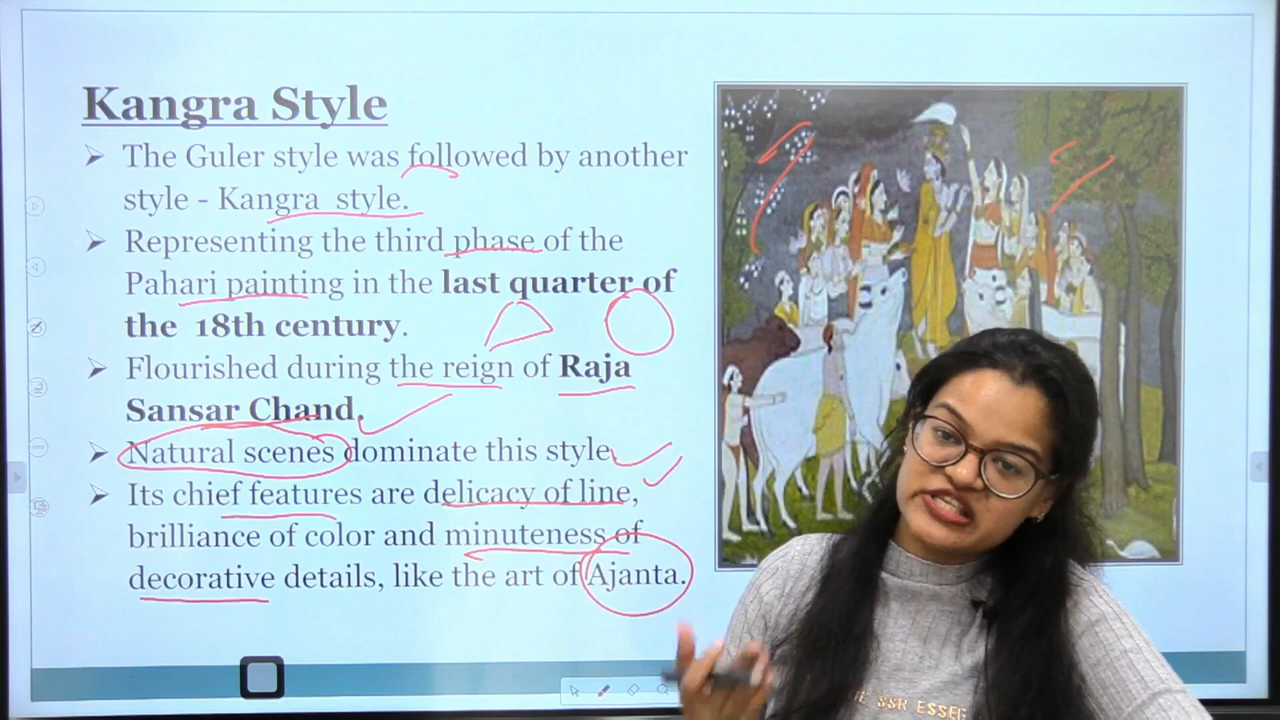 Kangra Style
➢ The Guler style was followed by another
style - Kangra style.
➢ Representing the third phase of the
Pahari painting in the last quarter of
the 18th century.
➢ Flourished during the reign of Raja
Sansar Chand.
➢ Natural scenes dominate this style
➢ Its chief features are delicacy of line,
brilliance of color and minuteness of
decorative details, like the art of Ajanta.
SSR ESSEG